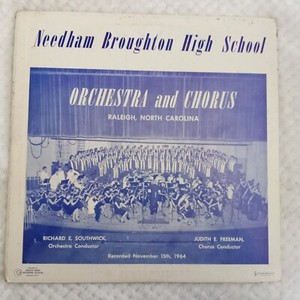 Needham Broughton High School
ORCHESTRA and CHORUS
RALEIGH, NORTH CAROLINA
RICHARD E. SOUTHWICK,
Orchestra Conductor
JUDITH E. FREEMAN,
Chorus Conductor
Recorded November 15th, 1964